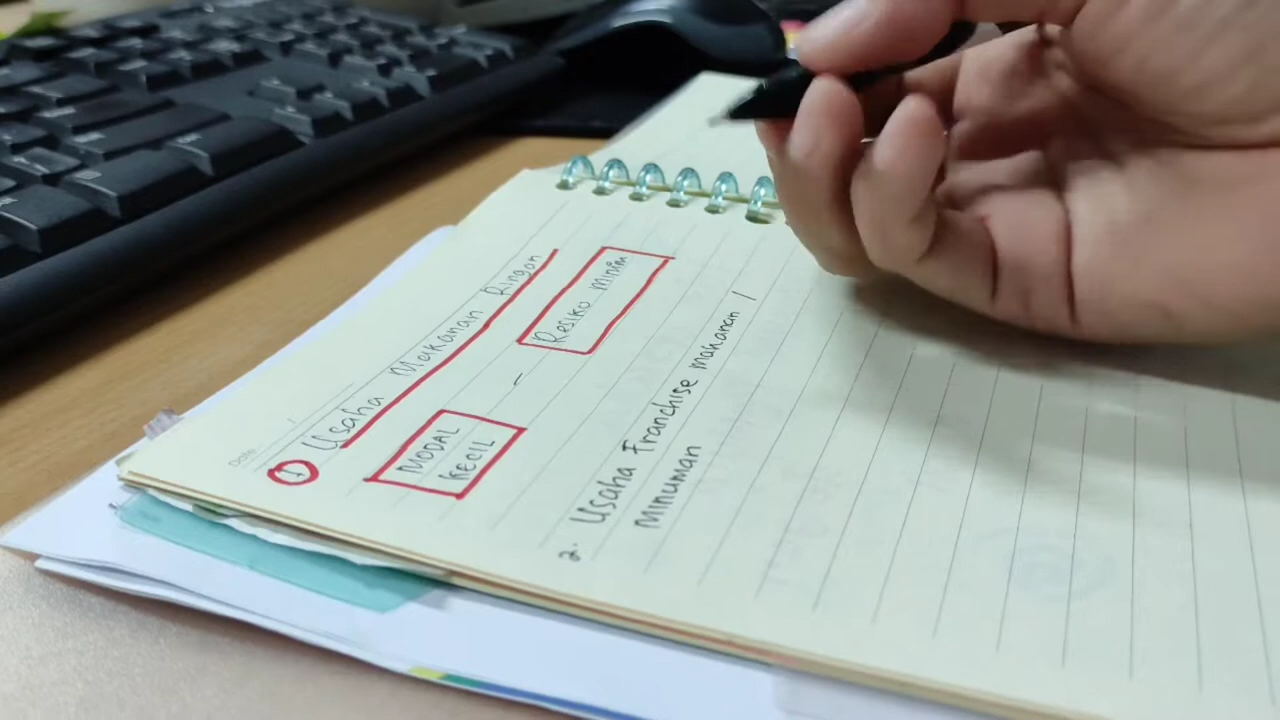 Date
1 Usaha Makanan Ringan
MODAL
KECIL
- Resiko minim
2. Usaha Franchise makanan /
minuman